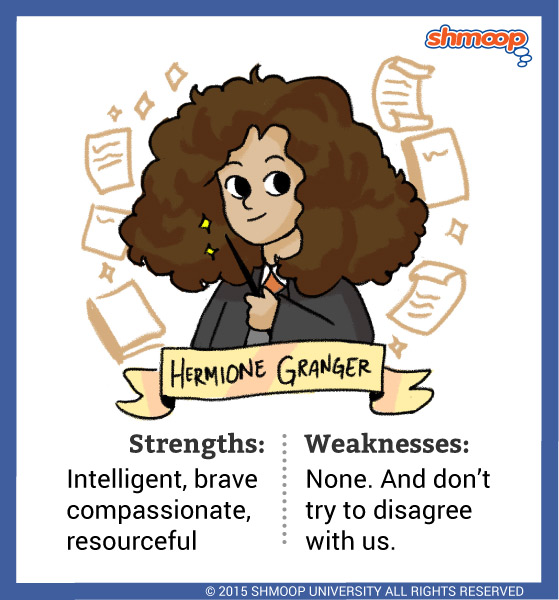 shmoop
HERMIONE GRANGER
Strengths:
Intelligent, brave
compassionate,
resourceful
Weaknesses:
None. And don’t
try to disagree
with us.
© 2015 SHMOOP UNIVERSITY ALL RIGHTS RESERVED